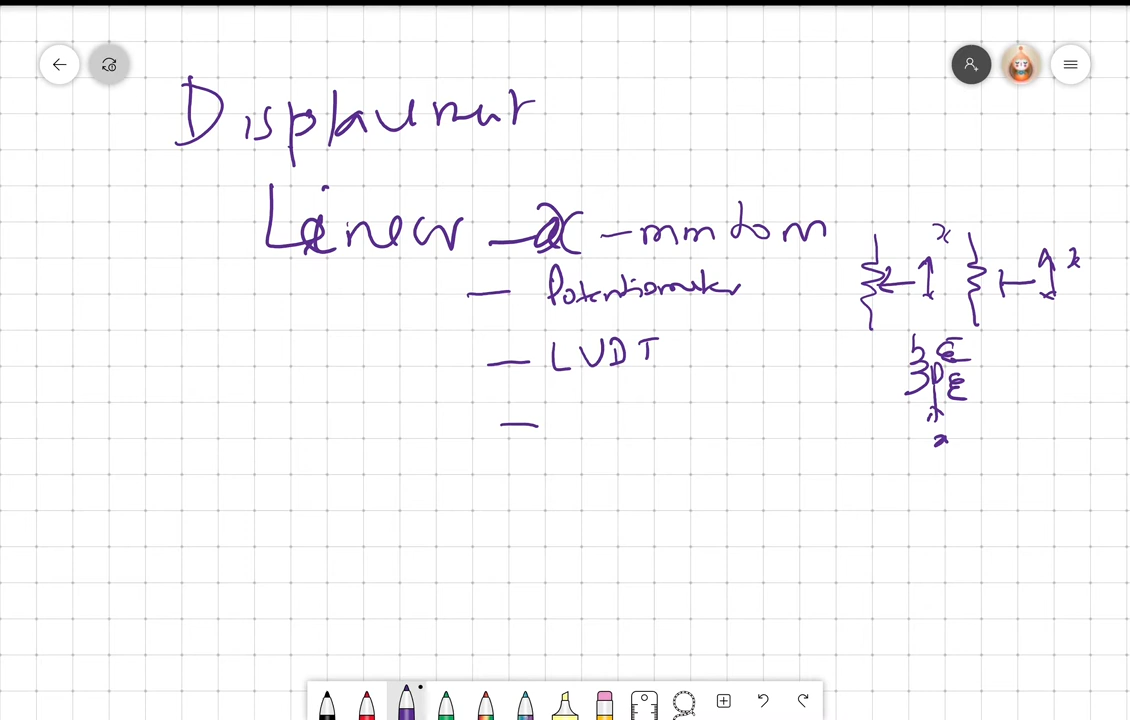 Displacement
Linear - x - mm to m
x x
- Potentiometer
- LVDT
-
x